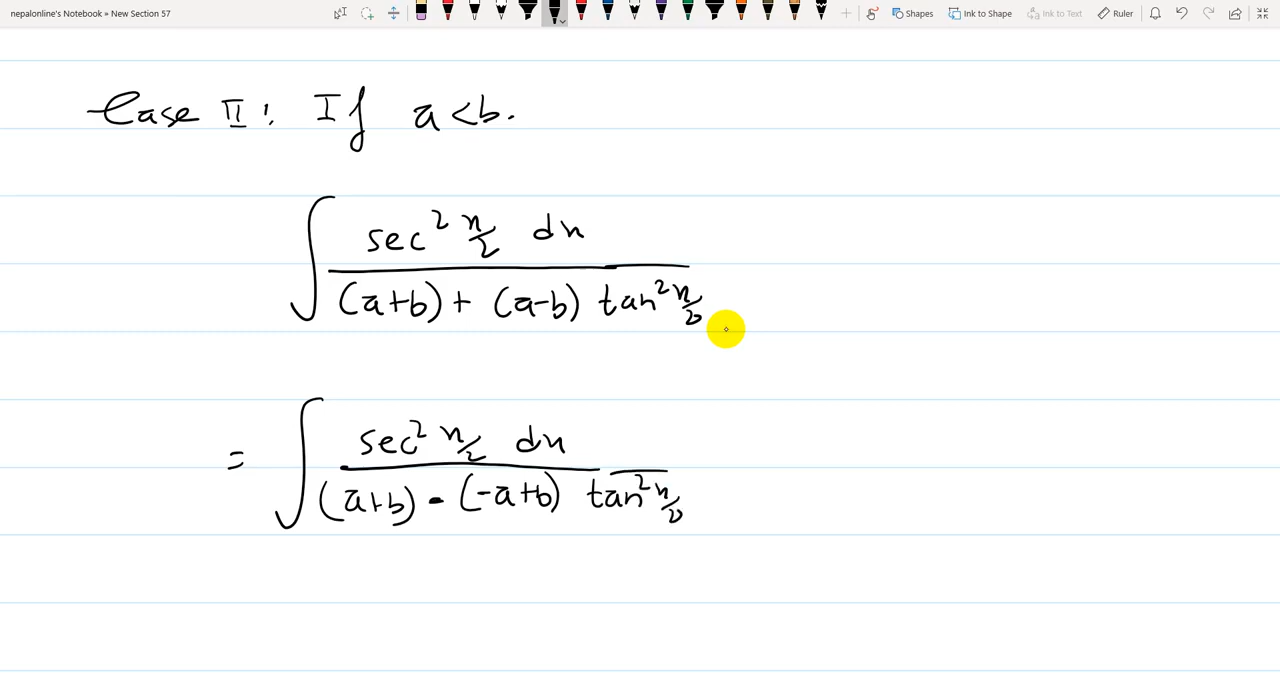 nepalonline's Notebook » New Section 57
Shapes Ink to Shape Ink to Text Ruler
Case II: If a<b.
∫ sec² x/2 dx / (a+b) + (a-b) tan² x/2
= ∫ sec² x/2 dx / (a+b) - (-a+b) tan² x/2